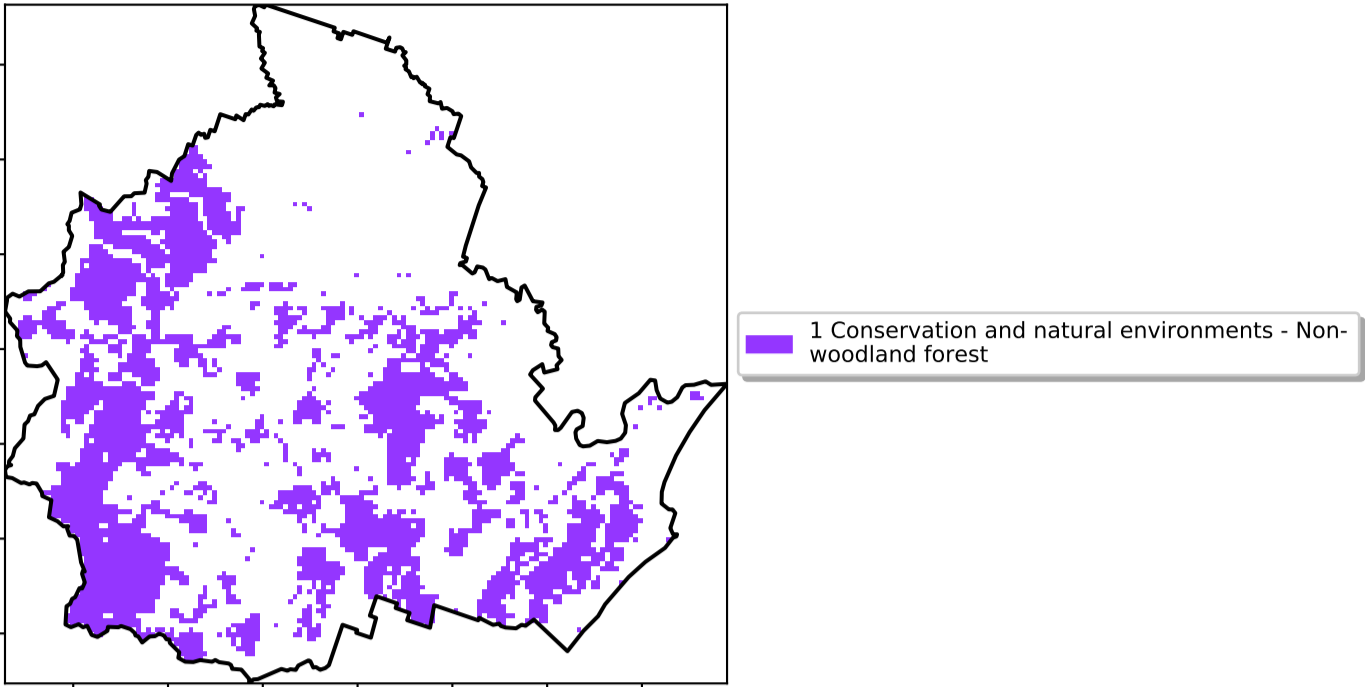 1 Conservation and natural environments - Non-
woodland forest